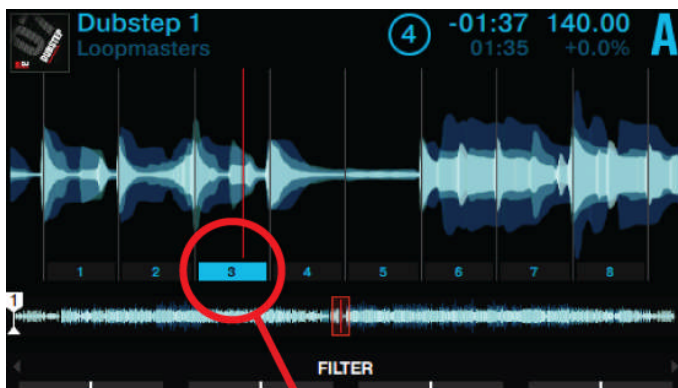 DUBSTEP
Dubstep 1
Loopmasters
4
-01:37 140.00
01:35 +0.0%
A
1 2 3 4 5 6 7 8
1
FILTER